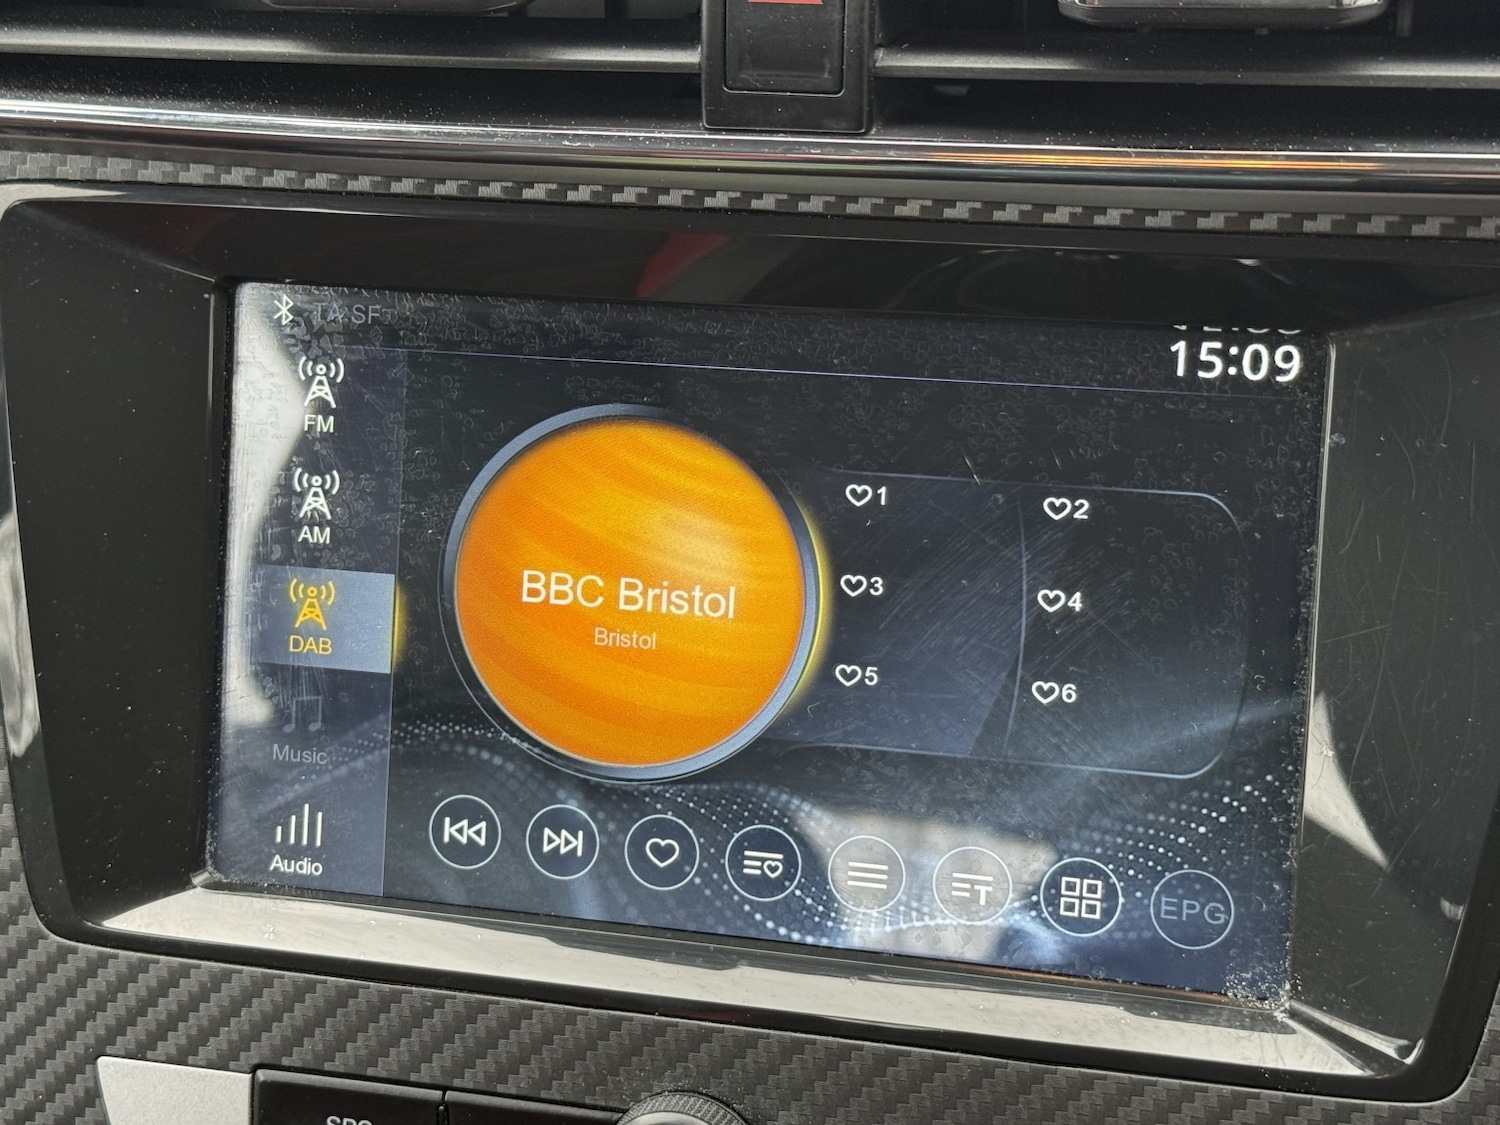 TA SF
15:09
FM
AM
DAB
Music
Audio
BBC Bristol
Bristol
1
2
3
4
5
6
T
EPG